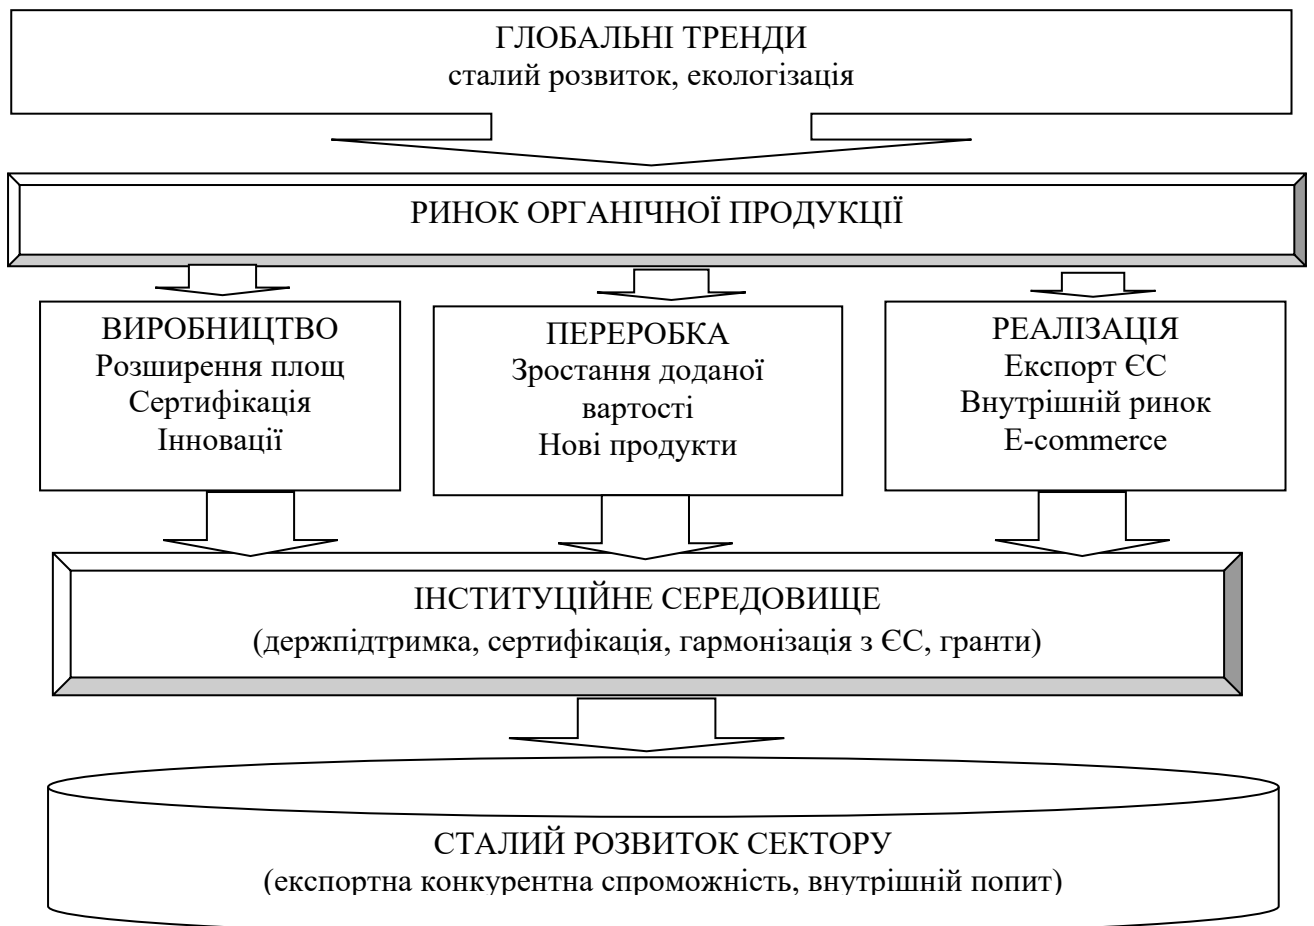 ГЛОБАЛЬНІ ТРЕНДИ
сталий розвиток, екологізація
РИНОК ОРГАНІЧНОЇ ПРОДУКЦІЇ
ВИРОБНИЦТВО
Розширення площ
Сертифікація
Інновації
ПЕРЕРОБКА
Зростання доданої
вартості
Нові продукти
РЕАЛІЗАЦІЯ
Експорт ЄС
Внутрішній ринок
E-commerce
ІНСТИТУЦІЙНЕ СЕРЕДОВИЩЕ
(держпідтримка, сертифікація, гармонізація з ЄС, гранти)
СТАЛИЙ РОЗВИТОК СЕКТОРУ
(експортна конкурентна спроможність, внутрішній попит)